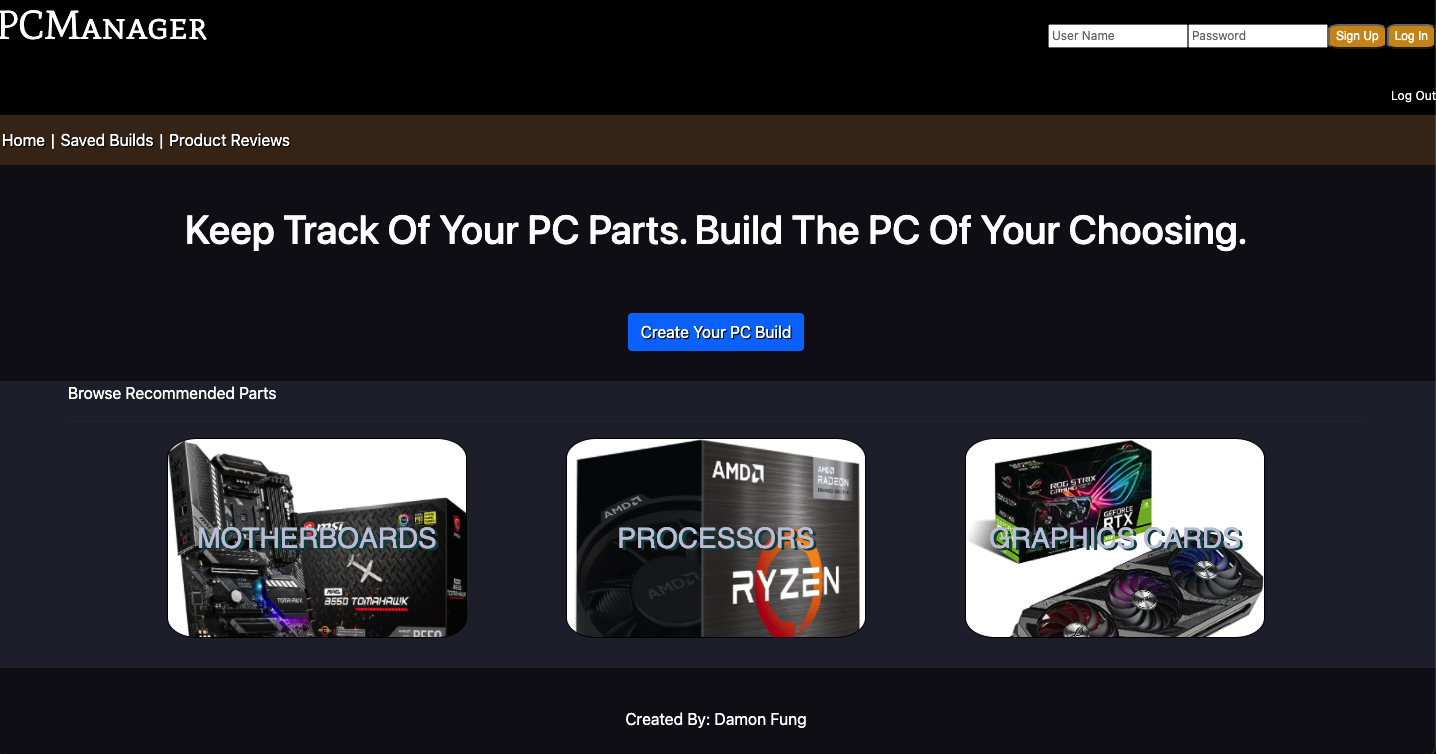 PCManager
User Name Password Sign Up Log In
Log Out
Home | Saved Builds | Product Reviews
Keep Track Of Your PC Parts. Build The PC Of Your Choosing.
Create Your PC Build
Browse Recommended Parts
MOTHERBOARDS
msi
B550 TOMAHAWK
AMD
AMD
RADEON
AMD
PROCESSORS
AMD
RYZEN
ROG STRIX
GEFORCE
RTX
GRAPHICS CARDS
Created By: Damon Fung